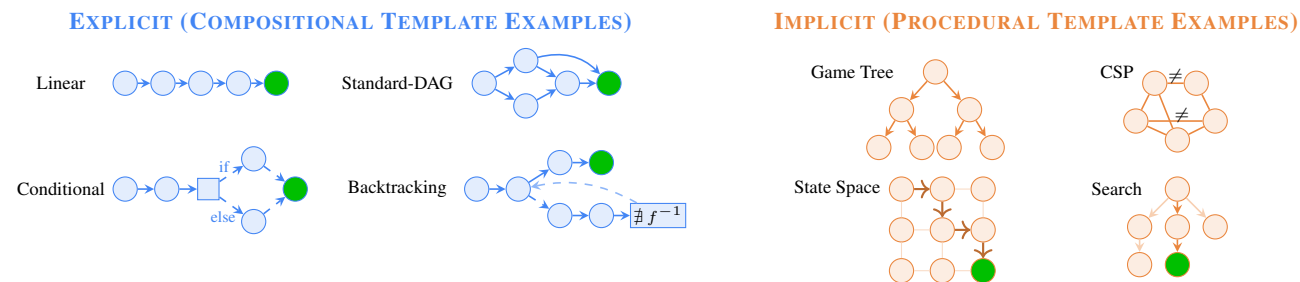 EXPLICIT (COMPOSITIONAL TEMPLATE EXAMPLES)
Linear
Standard-DAG
Conditional
if
else
Backtracking
∄ f⁻¹
IMPLICIT (PROCEDURAL TEMPLATE EXAMPLES)
Game Tree
CSP
≠
≠
State Space
Search